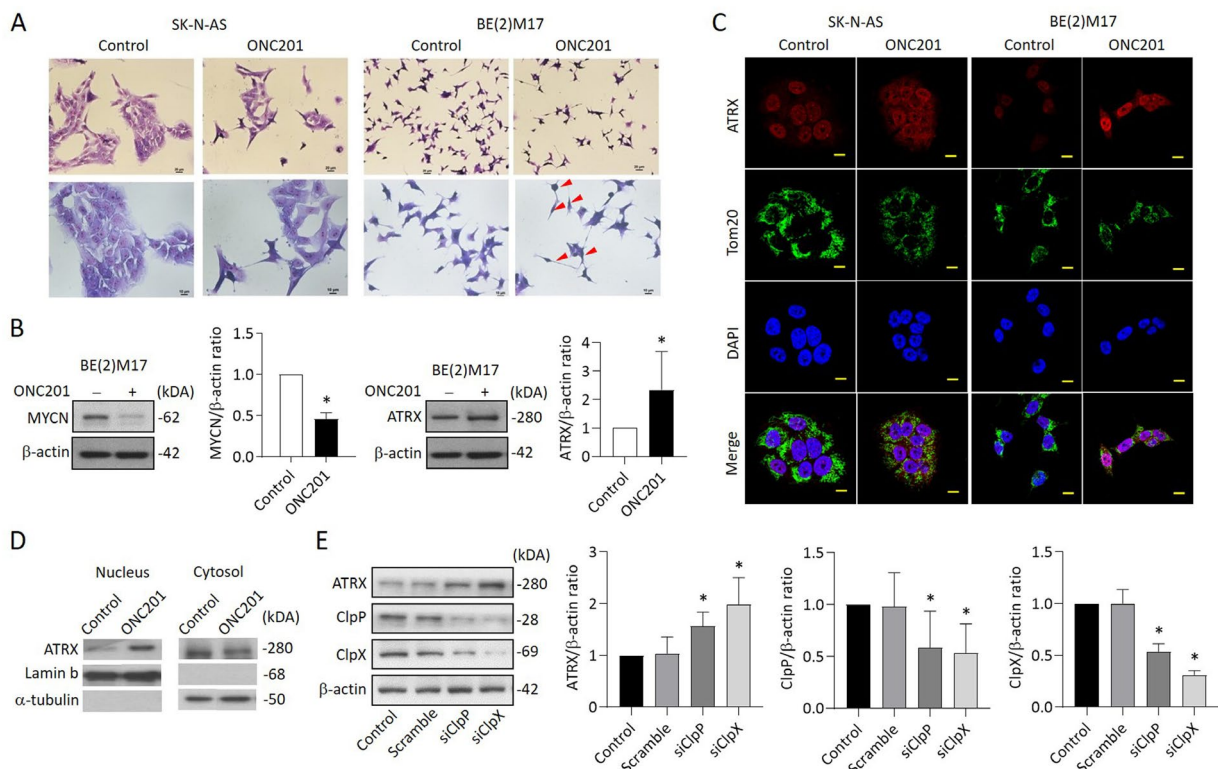 A
SK-N-AS
BE(2)M17
Control
ONC201
Control
ONC201
B
BE(2)M17
ONC201 – + (kDA)
MYCN -62
β-actin -42
MYCN/β-actin ratio
1.5
1.0
0.5
0.0
*
Control
ONC201
BE(2)M17
ONC201 – + (kDA)
ATRX -280
β-actin -42
ATRX/β-actin ratio
4
3
2
1
0
*
Control
ONC201
C
SK-N-AS
BE(2)M17
Control
ONC201
Control
ONC201
ATRX
Tom20
DAPI
Merge
D
Nucleus
Cytosol
Control
ONC201
Control
ONC201
(kDA)
ATRX -280
Lamin b -68
α-tubulin -50
E
(kDA)
ATRX -280
ClpP -28
ClpX -69
β-actin -42
Control
Scramble
siClpP
siClpX
ATRX/β-actin ratio
3
2
1
0
*
*
Control
Scramble
siClpP
siClpX
ClpP/β-actin ratio
1.5
1.0
0.5
0.0
*
*
Control
Scramble
siClpP
siClpX
ClpX/β-actin ratio
1.5
1.0
0.5
0.0
*
*
Control
Scramble
siClpP
siClpX